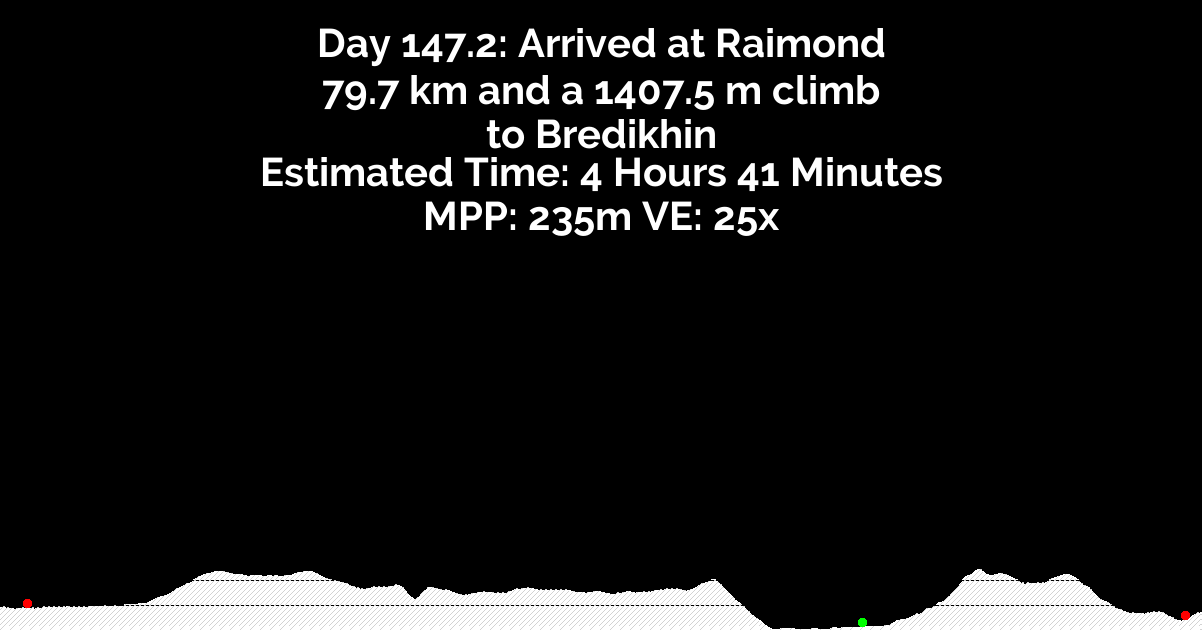 Day 147.2: Arrived at Raimond
79.7 km and a 1407.5 m climb
to Bredikhin
Estimated Time: 4 Hours 41 Minutes
MPP: 235m VE: 25x